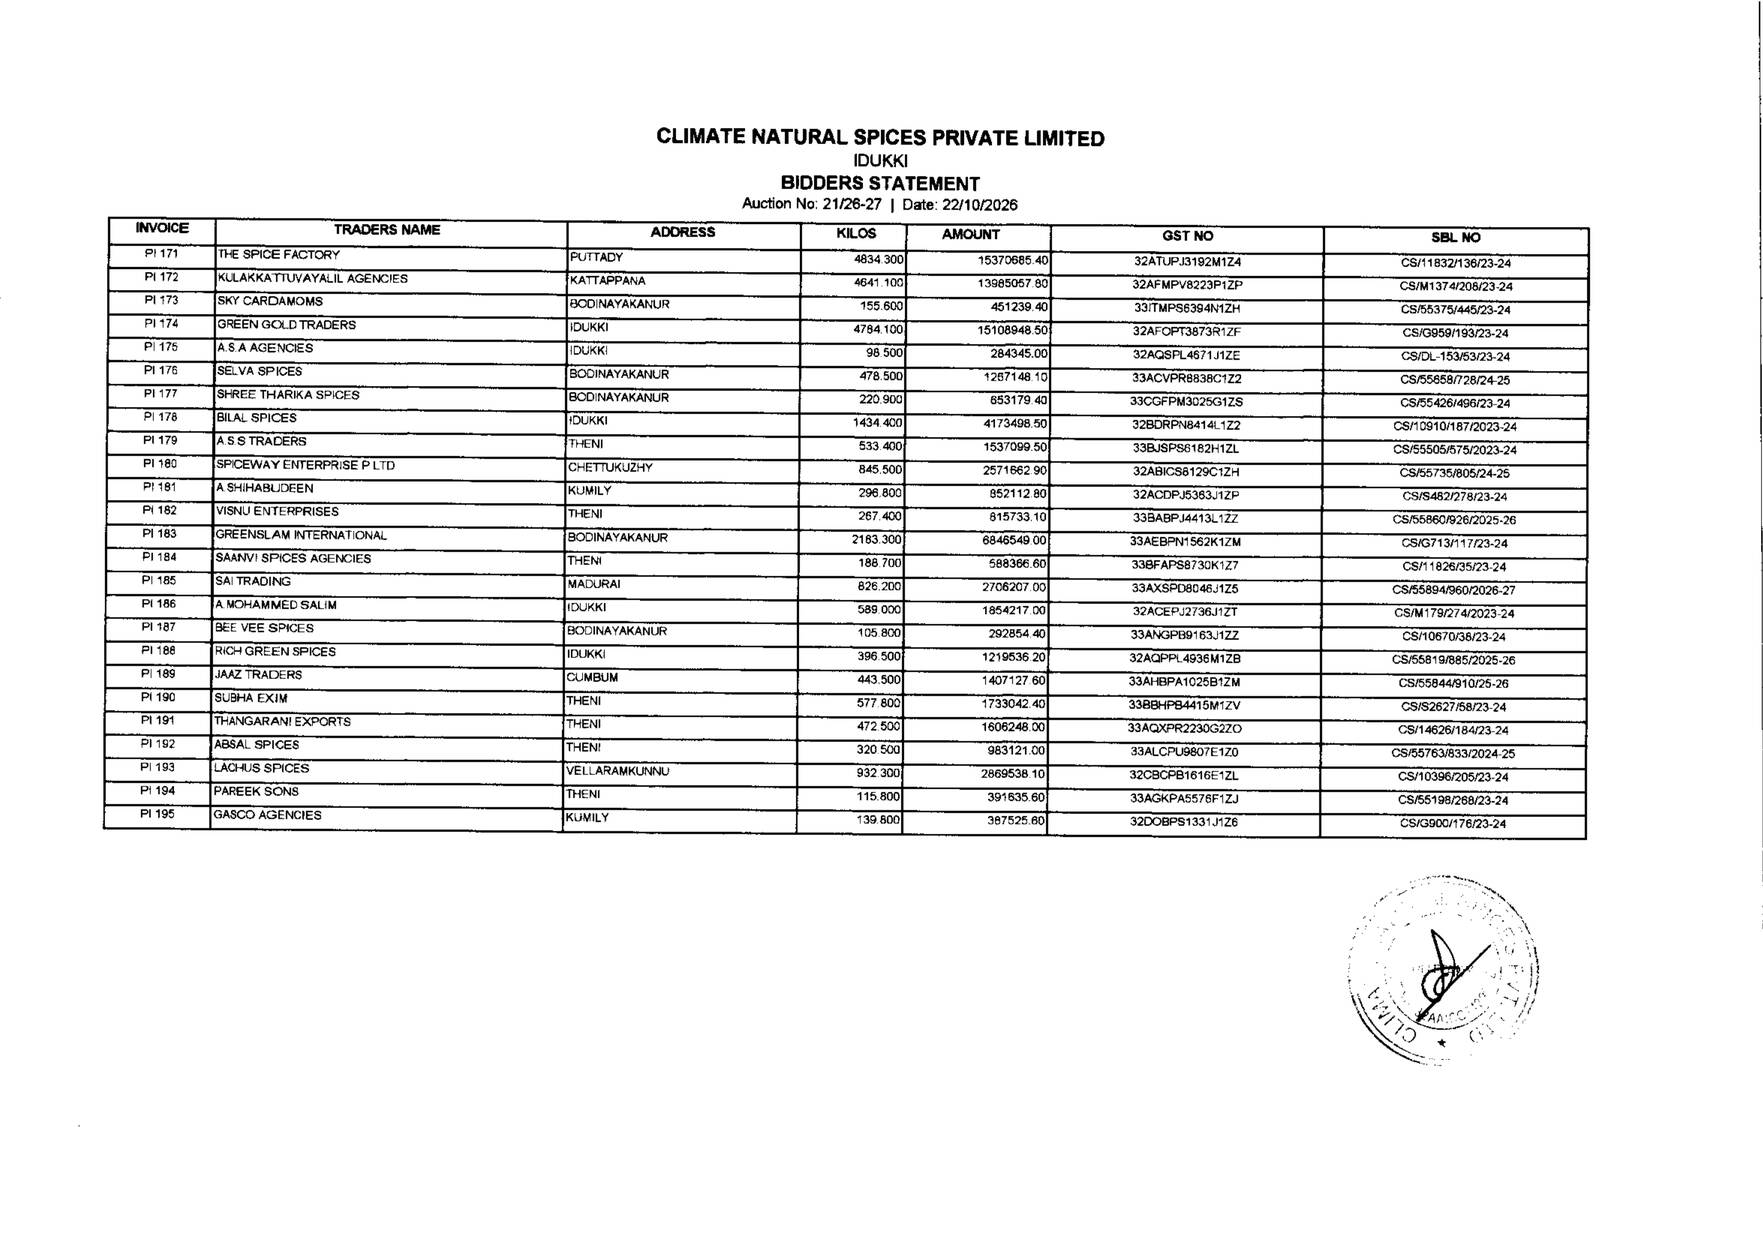 CLIMATE NATURAL SPICES PRIVATE LIMITED
IDUKKI
BIDDERS STATEMENT
Auction No: 21/26-27 | Date: 22/10/2026
INVOICE TRADERS NAME ADDRESS KILOS AMOUNT GST NO SBL NO
PI 171 THE SPICE FACTORY PUTTADY 4834.300 15370685.40 32ATUPJ3192M1Z4 CS/11832/136/23-24
PI 172 KULAKKATTUVAYALIL AGENCIES KATTAPPANA 4641.100 13985057.80 32AFMPV8223P1ZP CS/M1374/208/23-24
PI 173 SKY CARDAMOMS BODINAYAKANUR 155.600 451239.40 33ITMPS6394N1ZH CS/55375/445/23-24
PI 174 GREEN GOLD TRADERS IDUKKI 4784.100 15108948.50 32AFOPT3873R1ZF CS/G959/193/23-24
PI 175 A.S.A AGENCIES IDUKKI 98.500 284345.00 32AQSPL4671J1ZE CS/DL-153/53/23-24
PI 176 SELVA SPICES BODINAYAKANUR 478.500 1267148.10 33ACVPR8838C1Z2 CS/55658/728/24-25
PI 177 SHREE THARIKA SPICES BODINAYAKANUR 220.900 653179.40 33CGFPM3025G1ZS CS/55426/496/23-24
PI 178 BILAL SPICES IDUKKI 1434.400 4173498.50 32BDRPN8414L1Z2 CS/10910/187/2023-24
PI 179 A.S.S TRADERS THENI 533.400 1537099.50 33BJSPS6182H1ZL CS/55505/575/2023-24
PI 180 SPICEWAY ENTERPRISE P LTD CHETTUKUZHY 845.500 2571662.90 32ABICS8129C1ZH CS/55735/805/24-25
PI 181 A SHIHABUDEEN KUMILY 296.800 852112.80 32ACDPJ5363J1ZP CS/S462/278/23-24
PI 182 VISNU ENTERPRISES THENI 267.400 815733.10 33BABPJ4413L1ZZ CS/55860/926/2025-26
PI 183 GREENSLAM INTERNATIONAL BODINAYAKANUR 2183.300 6846549.00 33AEBPN1562K1ZM CS/G713/117/23-24
PI 184 SAANVI SPICES AGENCIES THENI 188.700 588366.60 33BFAPS8730K1Z7 CS/11826/35/23-24
PI 185 SAI TRADING MADURAI 826.200 2706207.00 33AXSPD8046J1Z5 CS/55894/960/2026-27
PI 186 A.MOHAMMED SALIM IDUKKI 589.000 1854217.00 32ACEPJ2736J1ZT CS/M179/274/2023-24
PI 187 BEE VEE SPICES BODINAYAKANUR 105.800 292854.40 33ANGPB9163J1ZZ CS/10670/38/23-24
PI 188 RICH GREEN SPICES IDUKKI 396.500 1219536.20 32AQPPL4936M1ZB CS/55819/885/2025-26
PI 189 JAAZ TRADERS CUMBUM 443.500 1407127.60 33AHBPA1025B1ZM CS/55844/910/25-26
PI 190 SUBHA EXIM THENI 577.800 1733042.40 33BBHPB4415M1ZV CS/S2627/58/23-24
PI 191 THANGARANI EXPORTS THENI 472.500 1606248.00 33AQXPR2230G2ZO CS/14626/184/23-24
PI 192 ABSAL SPICES THENI 320.500 983121.00 33ALCPU9807E1Z0 CS/55763/833/2024-25
PI 193 LACHUS SPICES VELLARAMKUNNU 932.300 2869538.10 32CBCPB1616E1ZL CS/10396/205/23-24
PI 194 PAREEK SONS THENI 115.800 391635.60 33AGKPA5576F1ZJ CS/55198/268/23-24
PI 195 GASCO AGENCIES KUMILY 139.800 387525.60 32DOBPS1331J1Z6 CS/G900/176/23-24